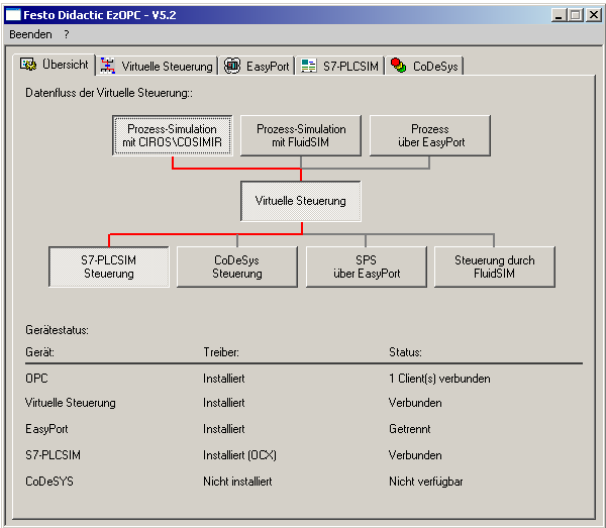 Festo Didactic EzOPC - V5.2
Beenden ?
Übersicht Virtuelle Steuerung EasyPort S7-PLCSIM CoDeSys
Datenfluss der Virtuelle Steuerung::
Prozess-Simulation Prozess-Simulation Prozess
mit CIROS\COSIMIR mit FluidSIM über EasyPort
Virtuelle Steuerung
S7-PLCSIM CoDeSys SPS Steuerung durch
Steuerung Steuerung über EasyPort FluidSIM
Gerätestatus:
Gerät: Treiber: Status:
OPC Installiert 1 Client(s) verbunden
Virtuelle Steuerung Installiert Verbunden
EasyPort Installiert Getrennt
S7-PLCSIM Installiert (OCX) Verbunden
CoDeSYS Nicht installiert Nicht verfügbar